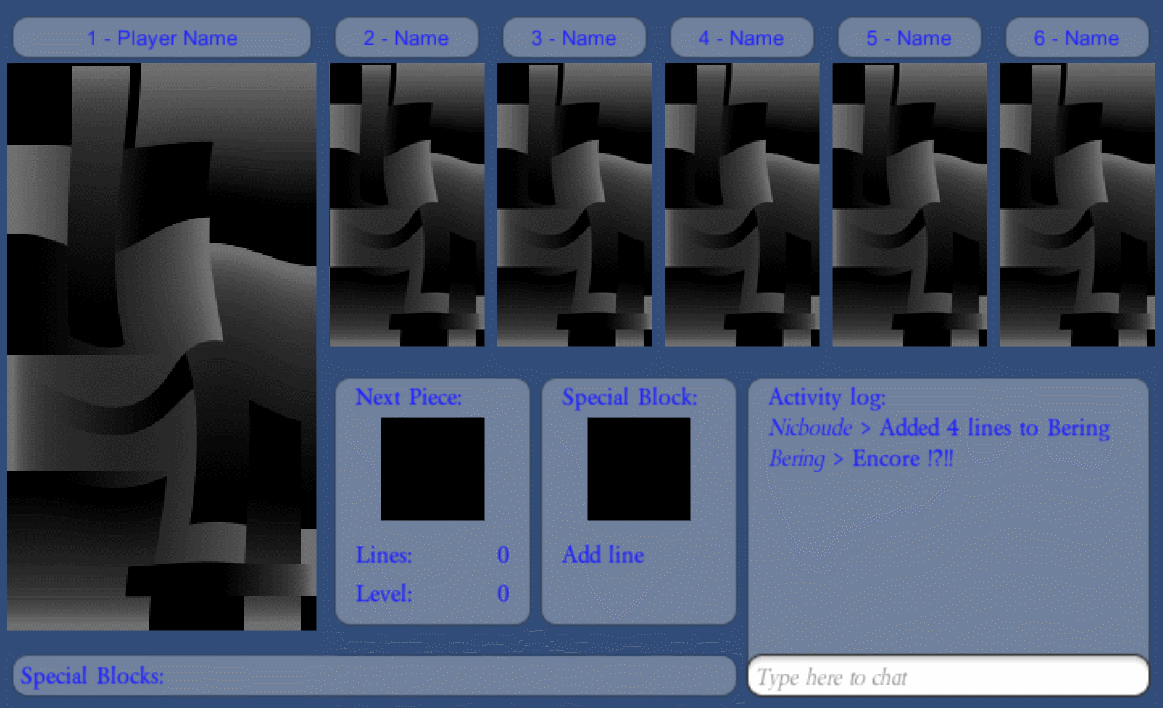 1 - Player Name
2 - Name
3 - Name
4 - Name
5 - Name
6 - Name
Next Piece:
Lines: 0
Level: 0
Special Block:
Add line
Activity log:
Nicboude > Added 4 lines to Bering
Bering > Encore !?!!
Special Blocks:
Type here to chat